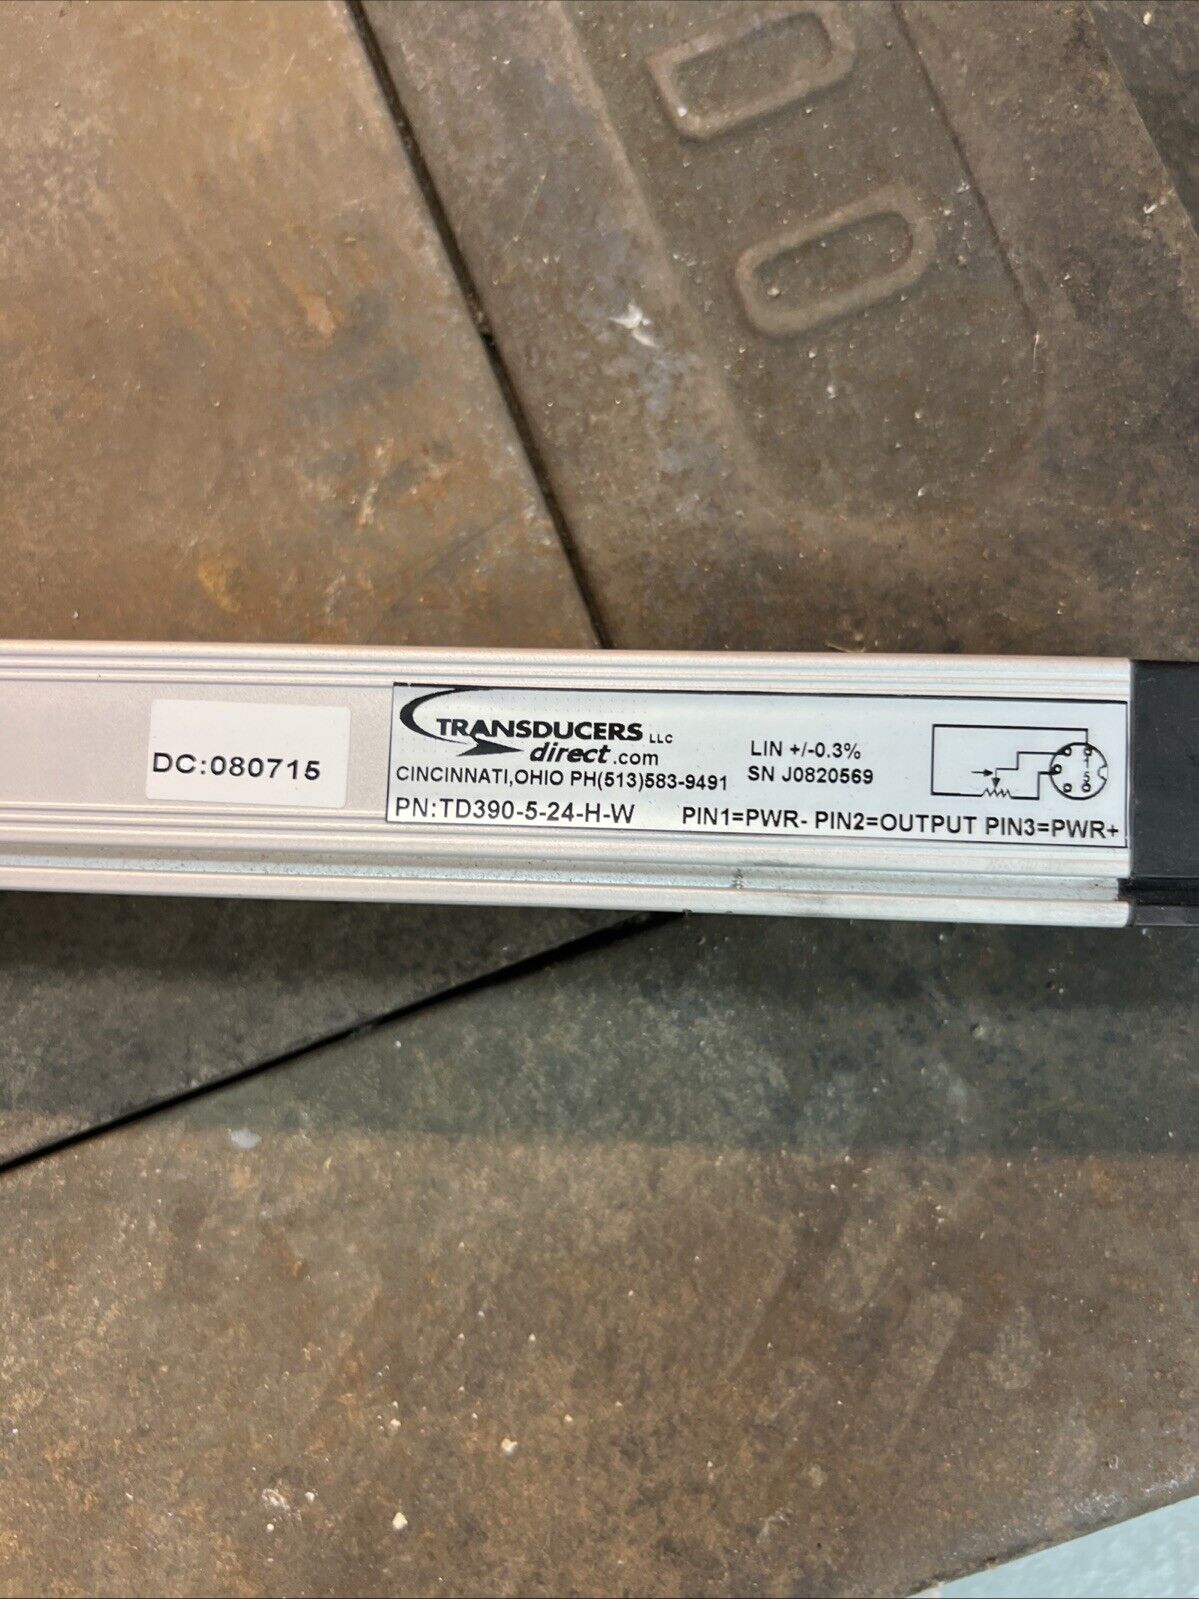 DC:080715
TRANSDUCERS LLC
direct.com
CINCINNATI,OHIO PH(513)583-9491
PN:TD390-5-24-H-W
LIN +/-0.3%
SN J0820569
PIN1=PWR- PIN2=OUTPUT PIN3=PWR+